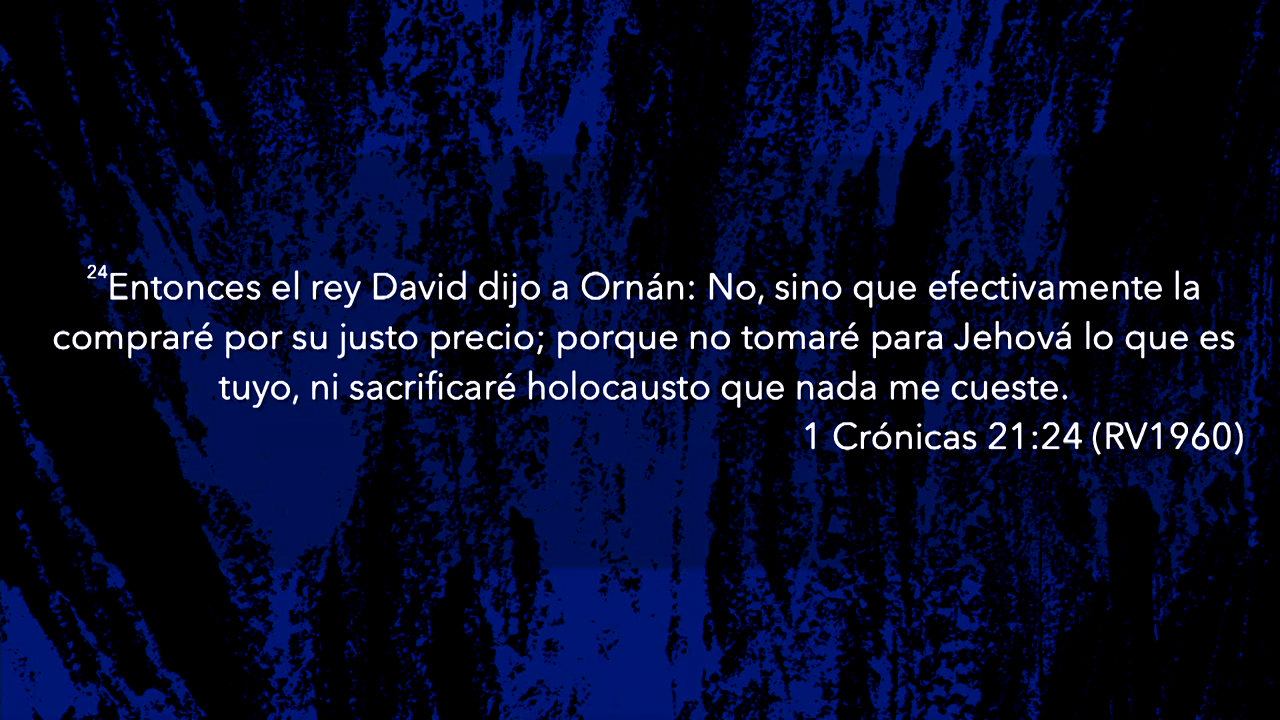 24Entonces el rey David dijo a Ornán: No, sino que efectivamente la
compraré por su justo precio; porque no tomaré para Jehová lo que es
tuyo, ni sacrificaré holocausto que nada me cueste.
1 Crónicas 21:24 (RV1960)